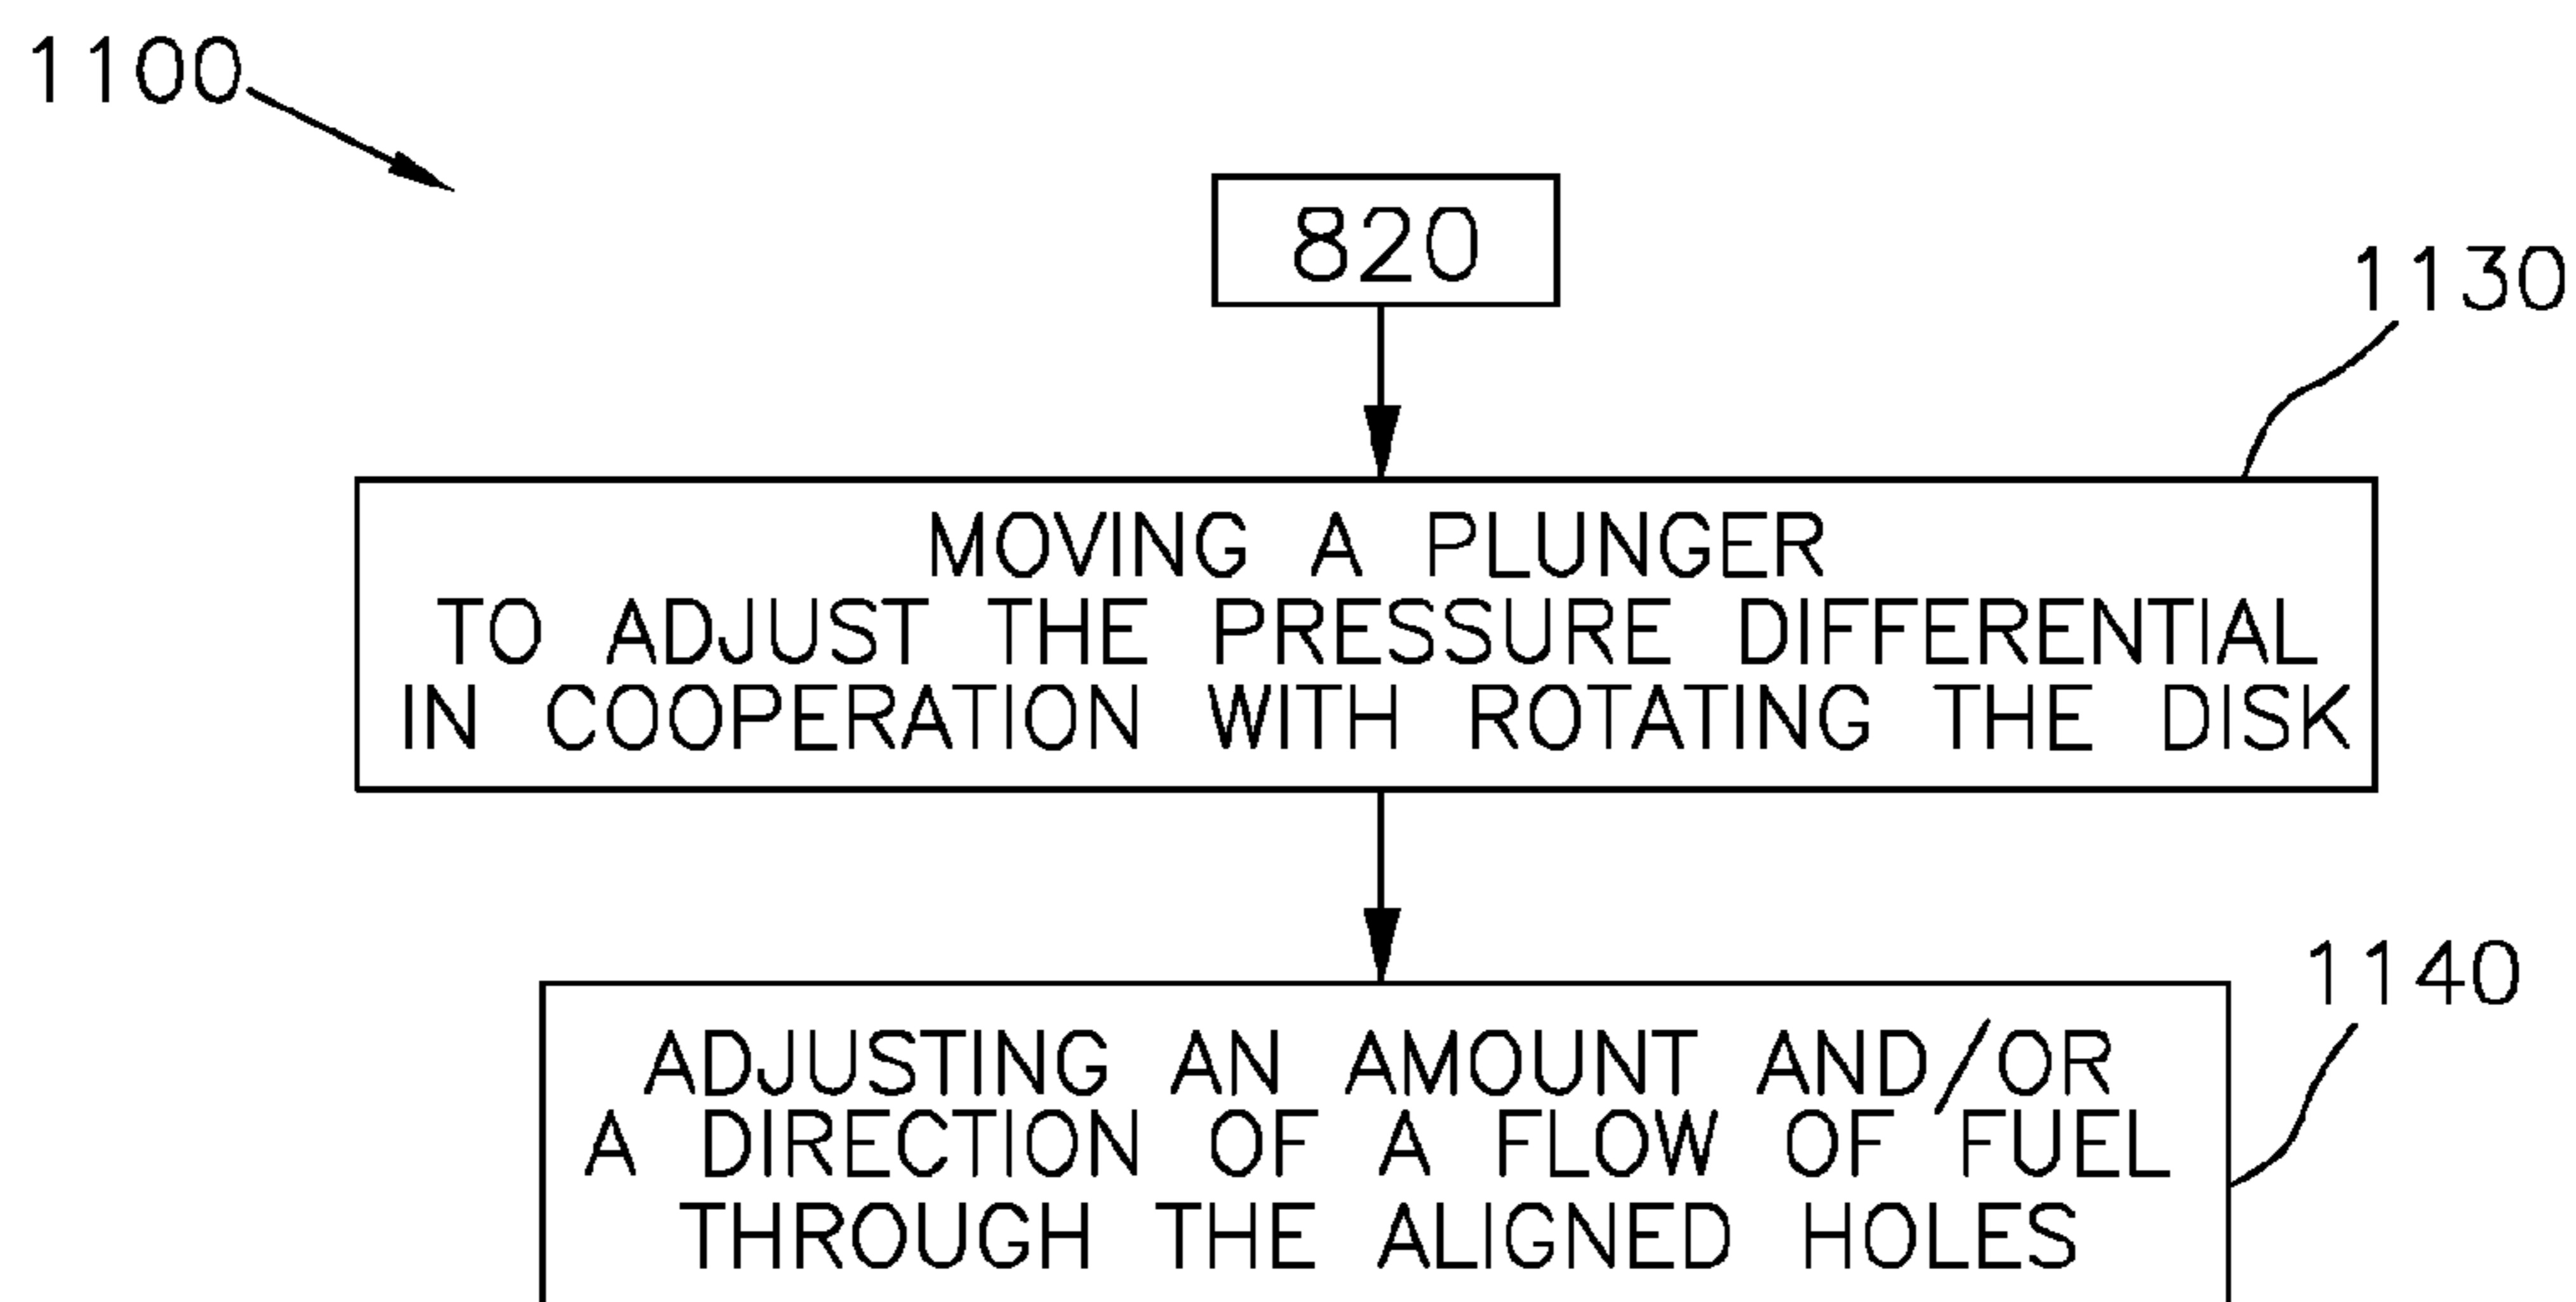 1100
820
1130
MOVING A PLUNGER
TO ADJUST THE PRESSURE DIFFERENTIAL
IN COOPERATION WITH ROTATING THE DISK
1140
ADJUSTING AN AMOUNT AND/OR
A DIRECTION OF A FLOW OF FUEL
THROUGH THE ALIGNED HOLES